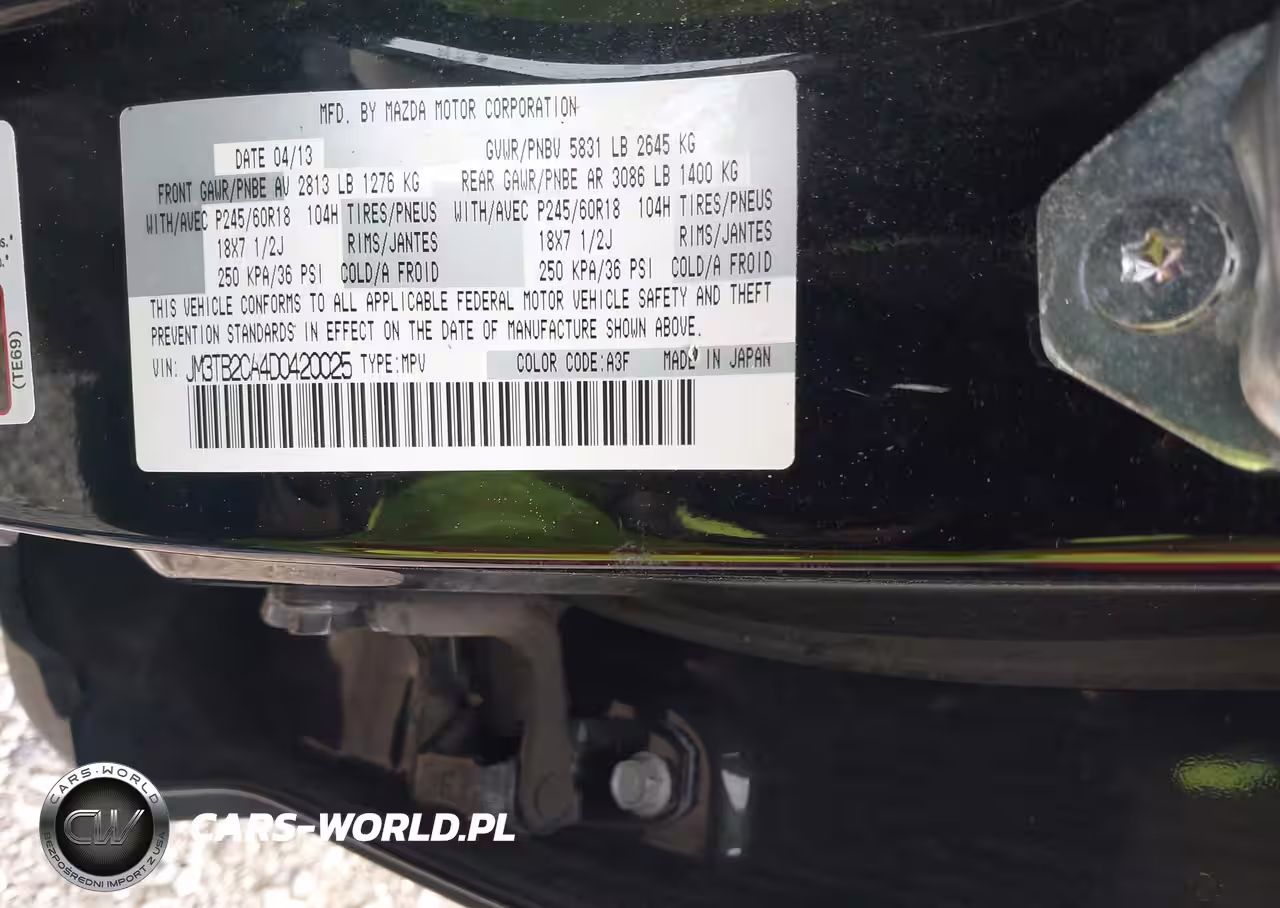 MFD. BY MAZDA MOTOR CORPORATION
DATE 04/13
GVWR/PNBV 5831 LB 2645 KG
FRONT GAWR/PNBE AV 2813 LB 1276 KG
REAR GAWR/PNBE AR 3086 LB 1400 KG
WITH/AVEC P245/60R18 104H TIRES/PNEUS
WITH/AVEC P245/60R18 104H TIRES/PNEUS
18X7 1/2J RIMS/JANTES
18X7 1/2J RIMS/JANTES
250 KPA/36 PSI COLD/A FROID
250 KPA/36 PSI COLD/A FROID
THIS VEHICLE CONFORMS TO ALL APPLICABLE FEDERAL MOTOR VEHICLE SAFETY AND THEFT
PREVENTION STANDARDS IN EFFECT ON THE DATE OF MANUFACTURE SHOWN ABOVE.
VIN: JM3TB2CA4D0420025 TYPE:MPV COLOR CODE:A3F MADE IN JAPAN
(TE69)
CARS-WORLD
CW
BEZPOŚREDNI IMPORT Z USA
CARS-WORLD.PL